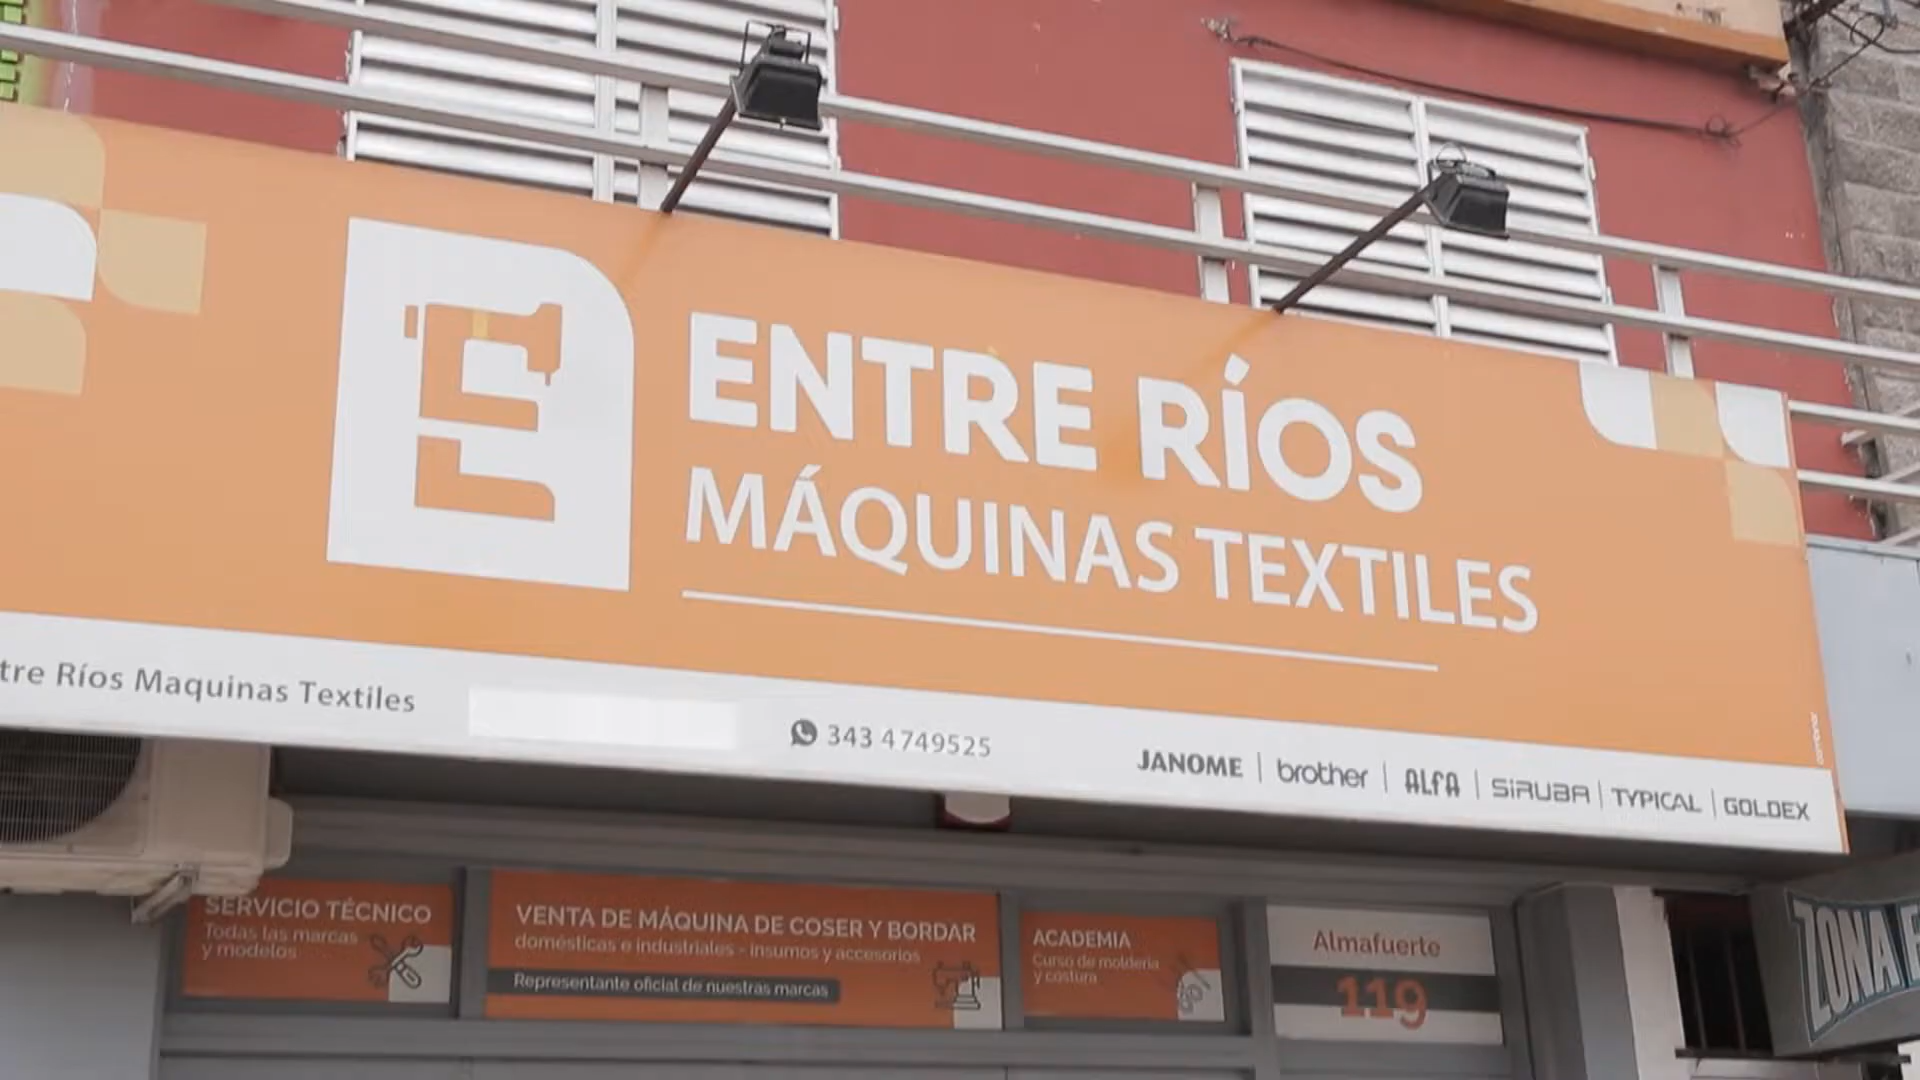 ENTRE RÍOS
MÁQUINAS TEXTILES
tre Ríos Maquinas Textiles
343 4749525
JANOME | brother | ALFA | SIRUBA | TYPICAL | GOLDEX
SERVICIO TÉCNICO
Todas las marcas
y modelos
VENTA DE MÁQUINA DE COSER Y BORDAR
domésticas e industriales - insumos y accesorios
Representante oficial de nuestras marcas
ACADEMIA
Curso de moldería
y costura
Almafuerte
119
ZONA